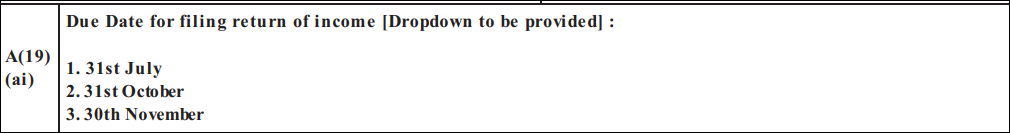 Due Date for filing return of income [Dropdown to be provided] :
A(19)
(ai)
1. 31st July
2. 31st October
3. 30th November